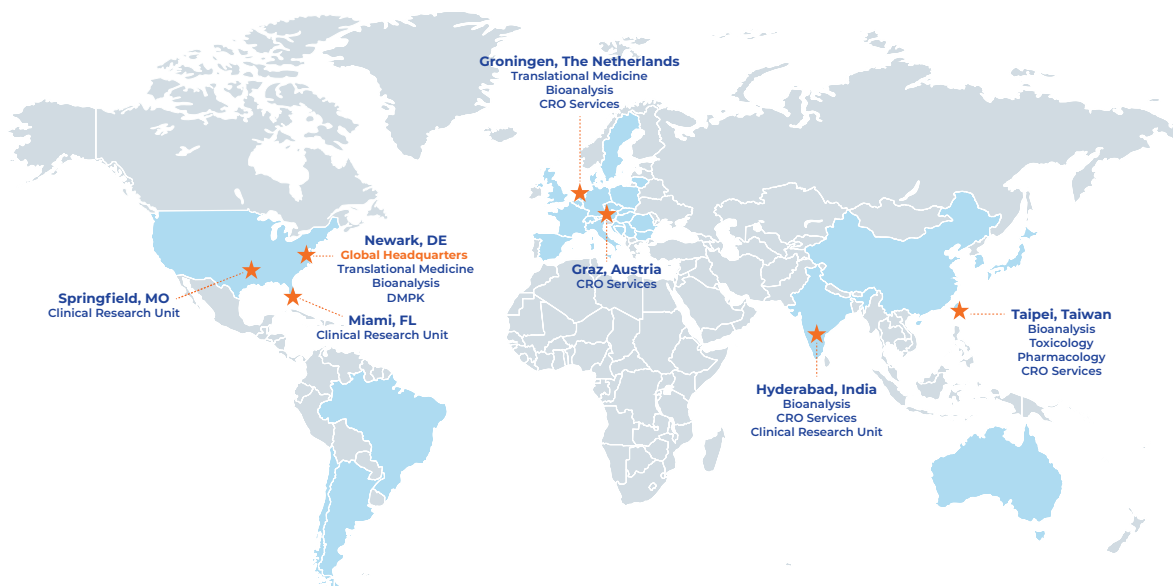 Groningen, The Netherlands
Translational Medicine
Bioanalysis
CRO Services
Newark, DE
Global Headquarters
Translational Medicine
Bioanalysis
DMPK
Springfield, MO
Clinical Research Unit
Miami, FL
Clinical Research Unit
Graz, Austria
CRO Services
Hyderabad, India
Bioanalysis
CRO Services
Clinical Research Unit
Taipei, Taiwan
Bioanalysis
Toxicology
Pharmacology
CRO Services